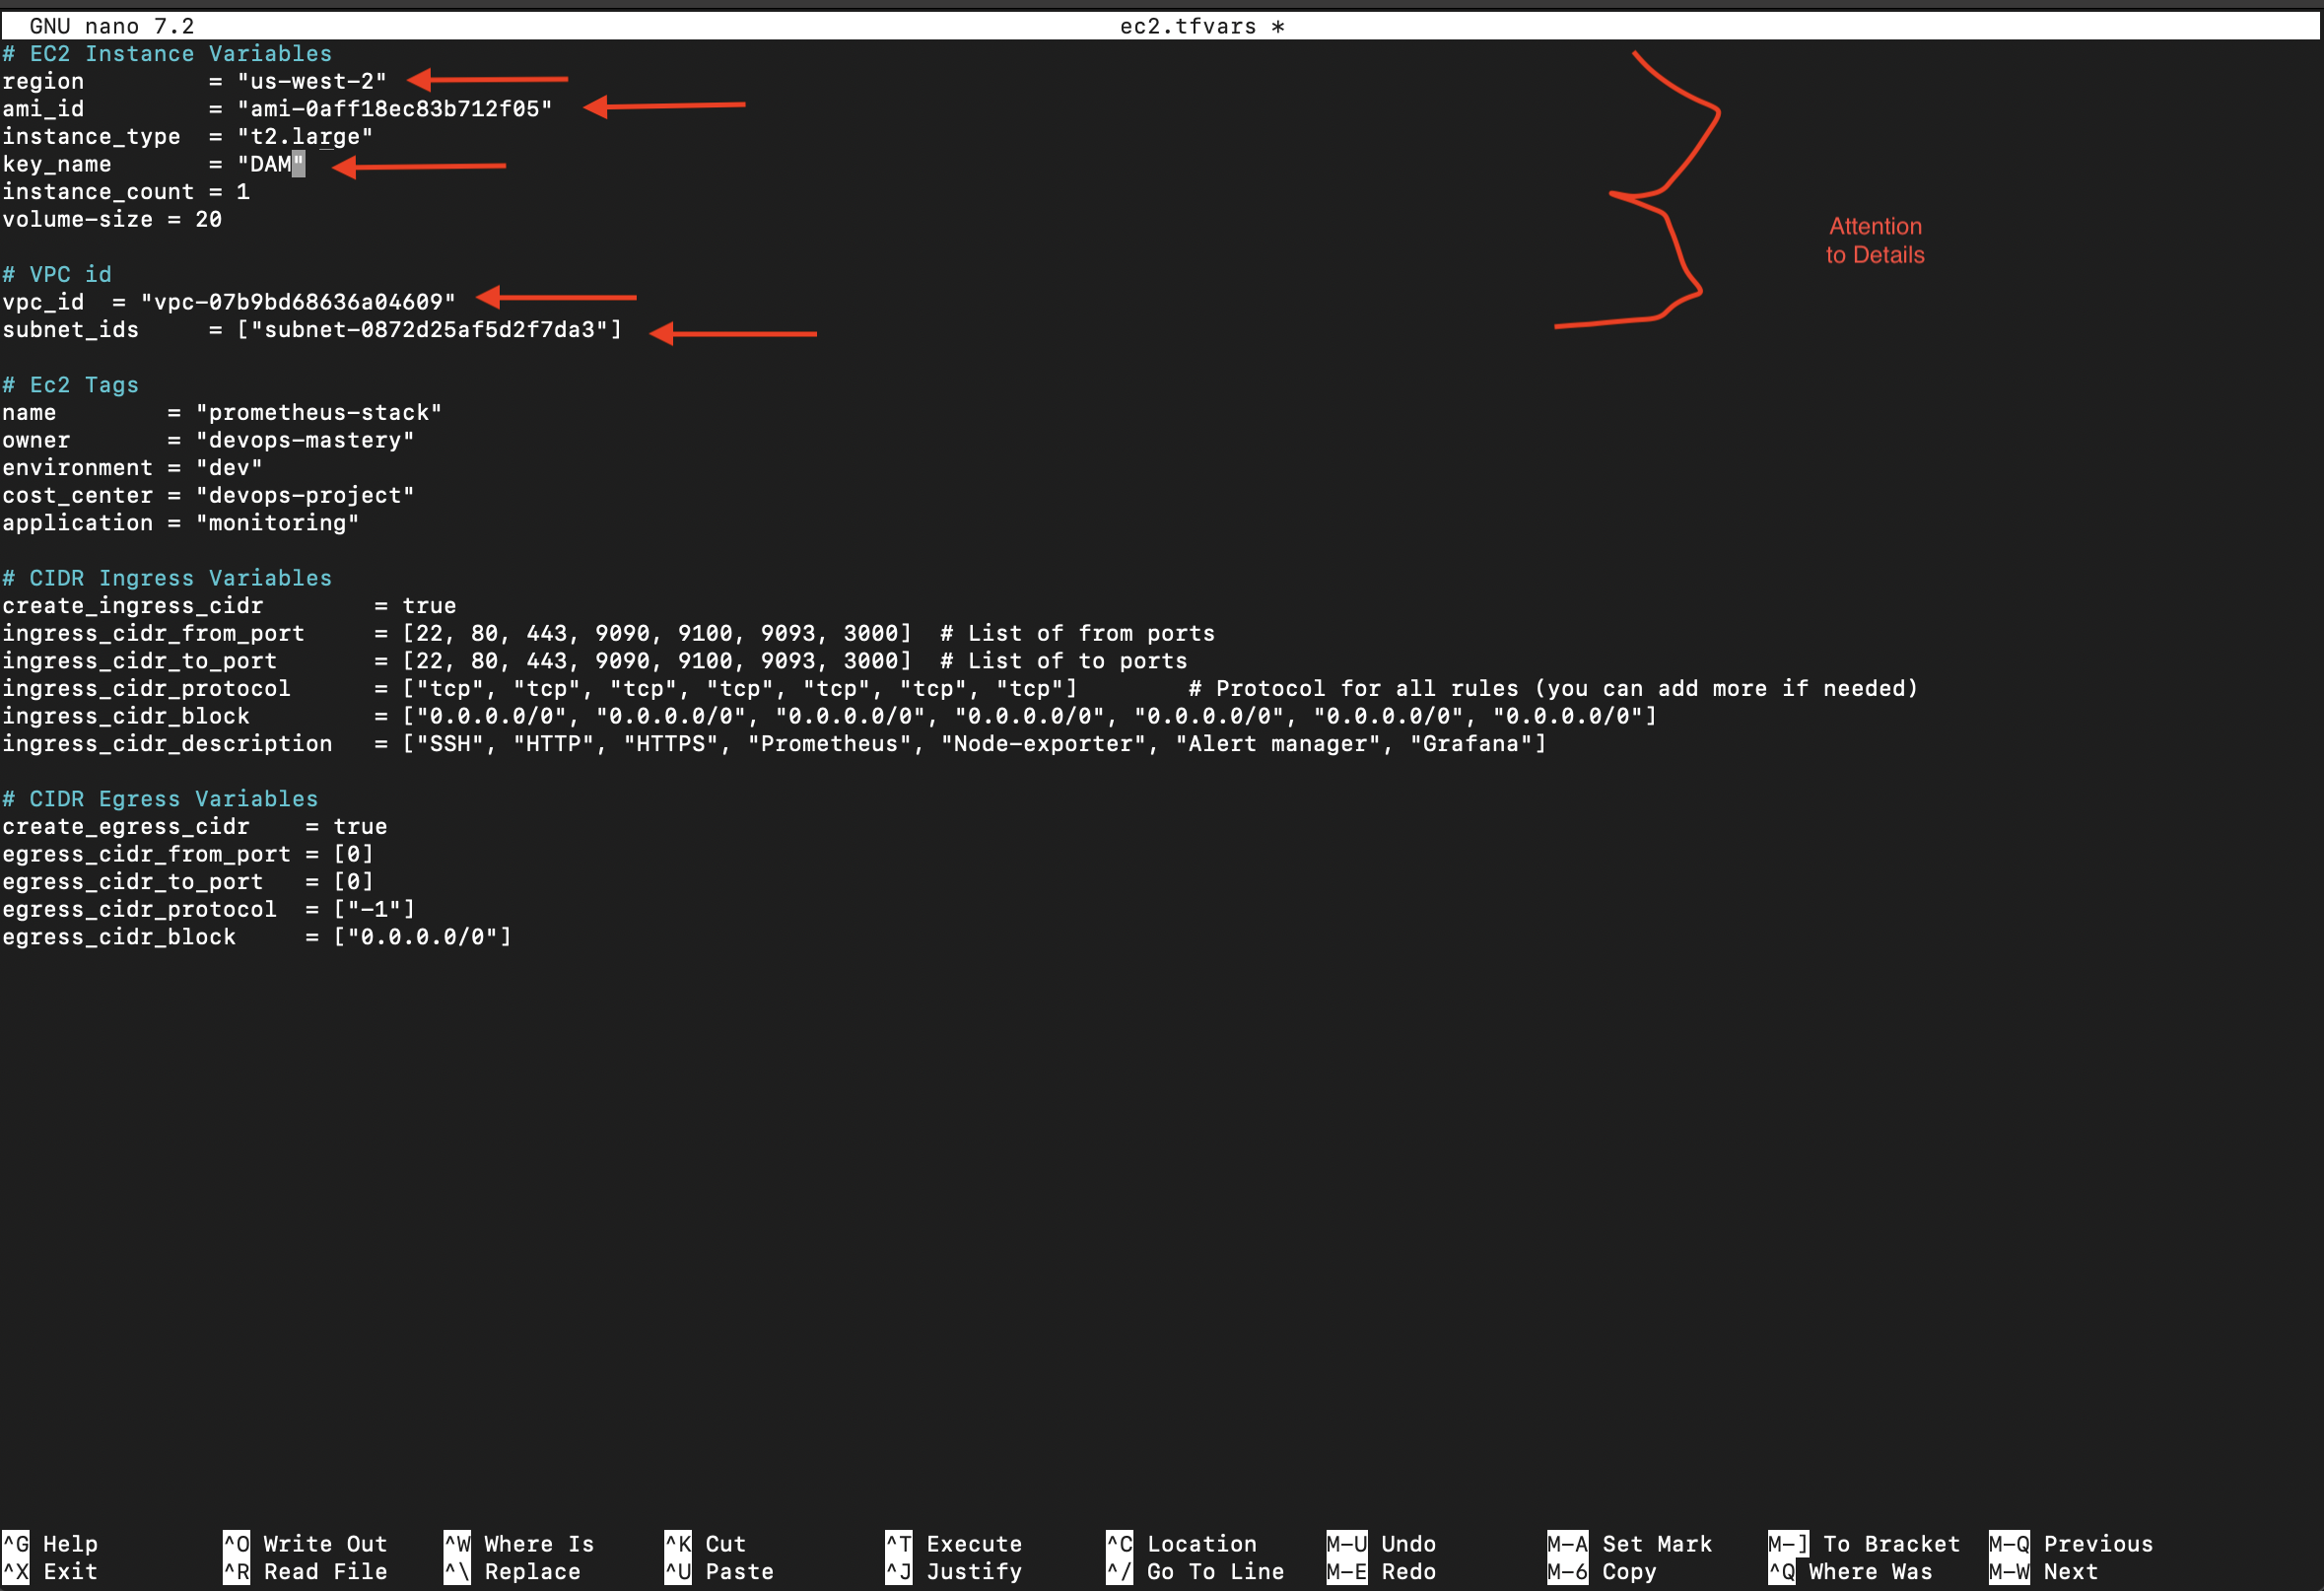 GNU nano 7.2 ec2.tfvars *
# EC2 Instance Variables
region         = "us-west-2"
ami_id         = "ami-0aff18ec83b712f05"
instance_type  = "t2.large"
key_name       = "DAM"
instance_count = 1
volume-size = 20
Attention
to Details
# VPC id
vpc_id  = "vpc-07b9bd68636a04609"
subnet_ids     = ["subnet-0872d25af5d2f7da3"]
# Ec2 Tags
name        = "prometheus-stack"
owner       = "devops-mastery"
environment = "dev"
cost_center = "devops-project"
application = "monitoring"
# CIDR Ingress Variables
create_ingress_cidr        = true
ingress_cidr_from_port     = [22, 80, 443, 9090, 9100, 9093, 3000]  # List of from ports
ingress_cidr_to_port       = [22, 80, 443, 9090, 9100, 9093, 3000]  # List of to ports
ingress_cidr_protocol      = ["tcp", "tcp", "tcp", "tcp", "tcp", "tcp", "tcp"]        # Protocol for all rules (you can add more if needed)
ingress_cidr_block         = ["0.0.0.0/0", "0.0.0.0/0", "0.0.0.0/0", "0.0.0.0/0", "0.0.0.0/0", "0.0.0.0/0", "0.0.0.0/0"]
ingress_cidr_description   = ["SSH", "HTTP", "HTTPS", "Prometheus", "Node-exporter", "Alert manager", "Grafana"]
# CIDR Egress Variables
create_egress_cidr    = true
egress_cidr_from_port = [0]
egress_cidr_to_port   = [0]
egress_cidr_protocol  = ["-1"]
egress_cidr_block     = ["0.0.0.0/0"]
^G Help ^O Write Out ^W Where Is ^K Cut ^T Execute ^C Location M-U Undo M-A Set Mark M-] To Bracket M-Q Previous
^X Exit ^R Read File ^\ Replace ^U Paste ^J Justify ^/ Go To Line M-E Redo M-6 Copy ^Q Where Was M-W Next